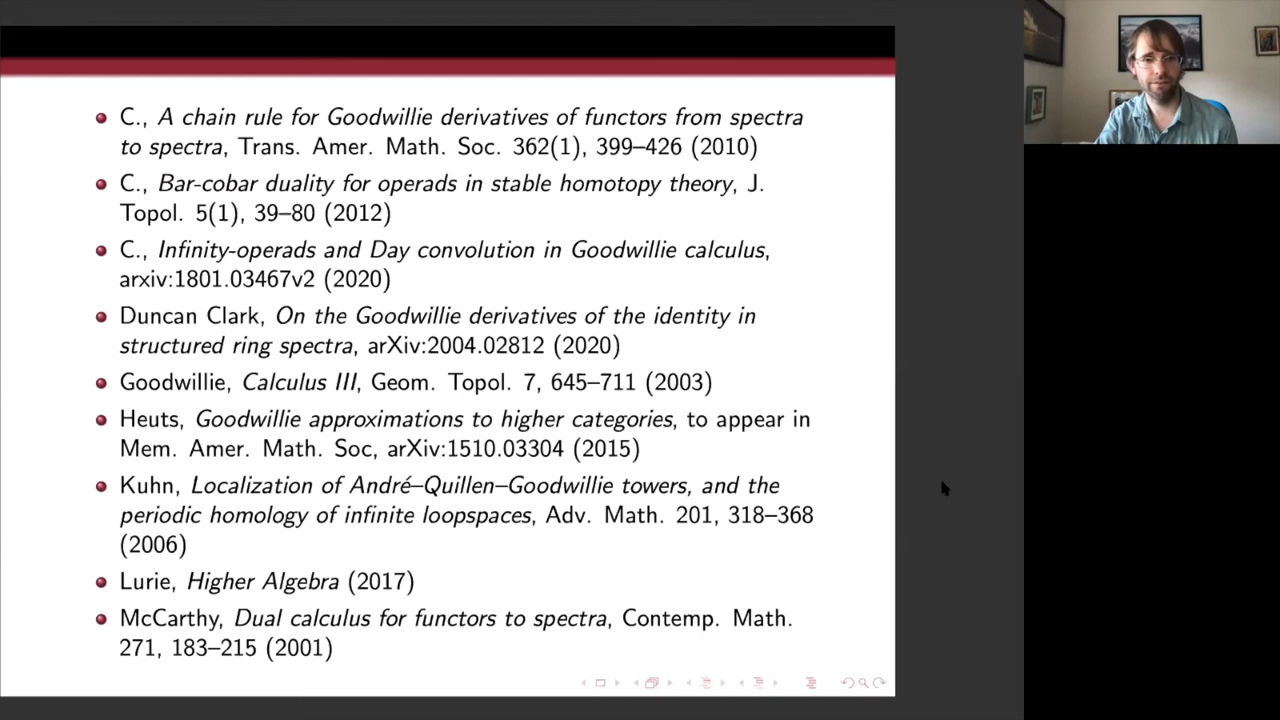 C., A chain rule for Goodwillie derivatives of functors from spectra
to spectra, Trans. Amer. Math. Soc. 362(1), 399–426 (2010)
C., Bar-cobar duality for operads in stable homotopy theory, J.
Topol. 5(1), 39–80 (2012)
C., Infinity-operads and Day convolution in Goodwillie calculus,
arxiv:1801.03467v2 (2020)
Duncan Clark, On the Goodwillie derivatives of the identity in
structured ring spectra, arXiv:2004.02812 (2020)
Goodwillie, Calculus III, Geom. Topol. 7, 645–711 (2003)
Heuts, Goodwillie approximations to higher categories, to appear in
Mem. Amer. Math. Soc, arXiv:1510.03304 (2015)
Kuhn, Localization of André–Quillen–Goodwillie towers, and the
periodic homology of infinite loopspaces, Adv. Math. 201, 318–368
(2006)
Lurie, Higher Algebra (2017)
McCarthy, Dual calculus for functors to spectra, Contemp. Math.
271, 183–215 (2001)